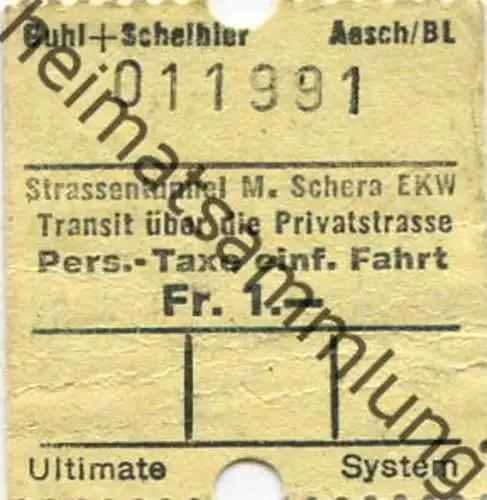 Buhl+Scheibler Aesch/BL
011991
Strassentunnel M. Schera EKW
Transit über die Privatstrasse
Pers.-Taxe einf. Fahrt
Fr. 1.—
Ultimate System
heimatsammlung